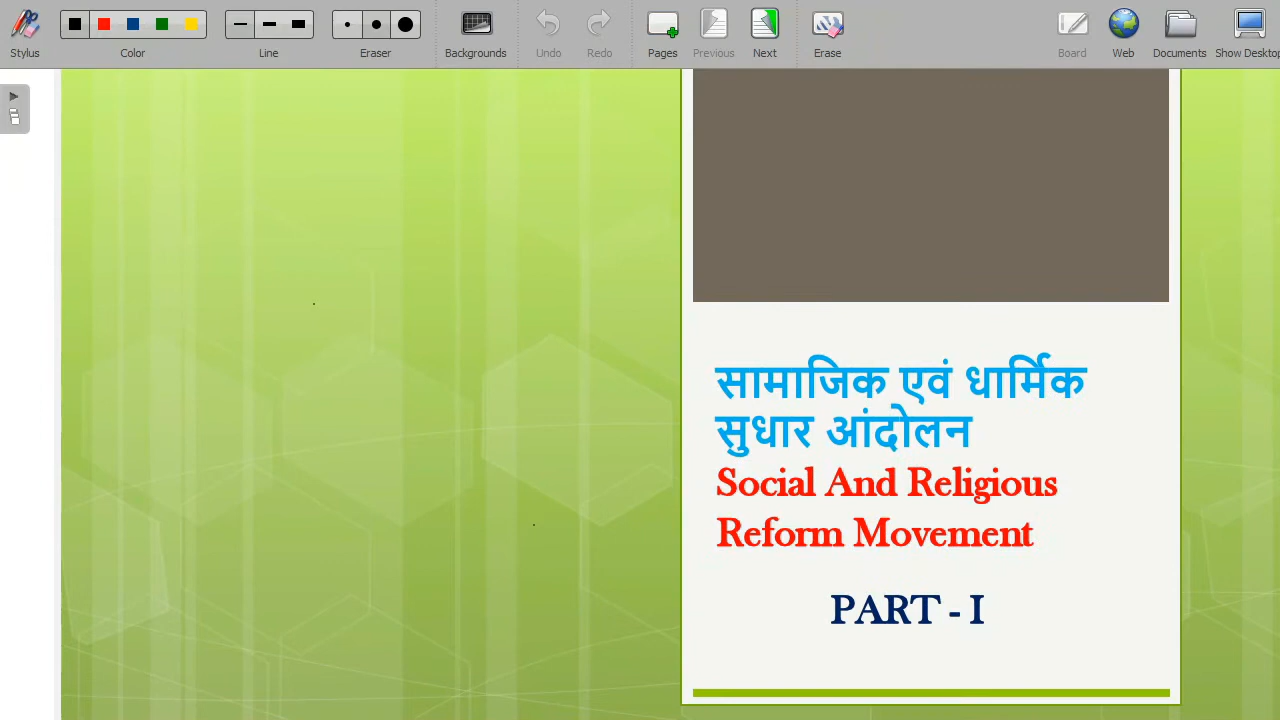 Stylus
Color
Line
Eraser
Backgrounds
Undo
Redo
Pages
Previous
Next
Erase
Board
Web
Documents
Show Desktop
सामाजिक एवं धार्मिक
सुधार आंदोलन
Social And Religious
Reform Movement
PART - I